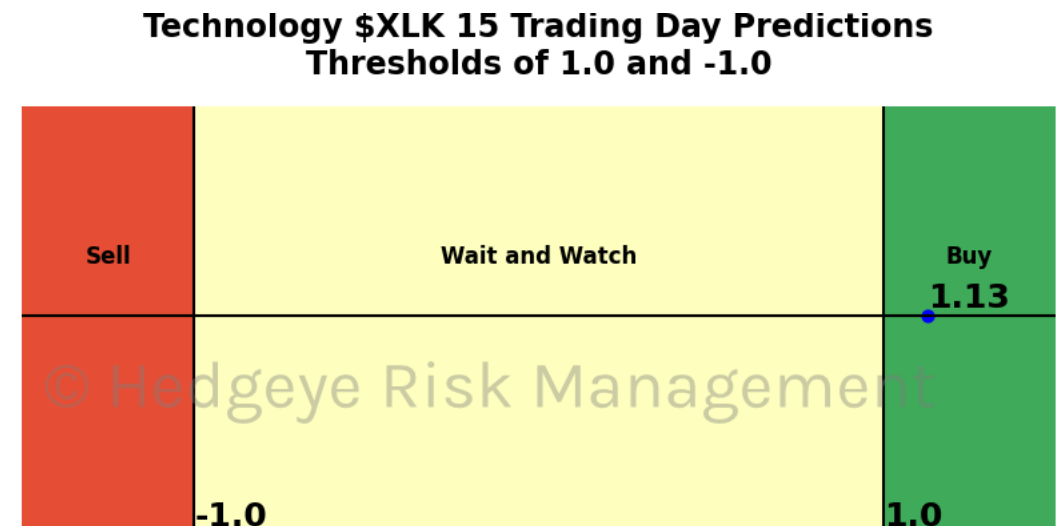 Technology $XLK 15 Trading Day Predictions
Thresholds of 1.0 and -1.0
Sell
Wait and Watch
Buy
1.13
© Hedgeye Risk Management
-1.0
1.0